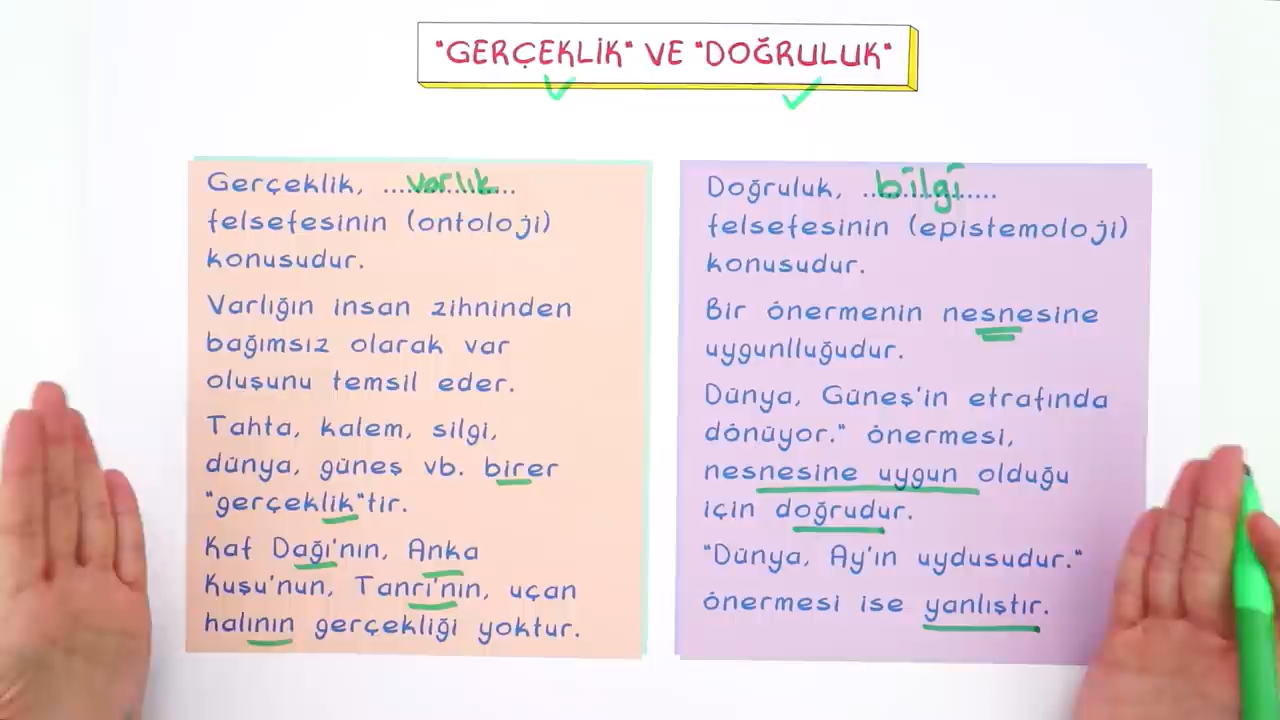 "GERÇEKLİK" VE "DOĞRULUK"
Gerçeklik, ....varlık....
felsefesinin (ontoloji)
konusudur.
Varlığın insan zihninden
bağımsız olarak var
oluşunu temsil eder.
Tahta, kalem, silgi,
dünya, güneş vb. birer
"gerçeklik"tir.
Kaf Dağı'nın, Anka
Kuşu'nun, Tanrı'nın, uçan
halının gerçekliği yoktur.
Doğruluk, ..bilgi....
felsefesinin (epistemoloji)
konusudur.
Bir önermenin nesnesine
uygunlluğudur.
Dünya, Güneş'in etrafında
dönüyor." önermesi,
nesnesine uygun olduğu
için doğrudur.
"Dünya, Ay'ın uydusudur."
önermesi ise yanlıştır.